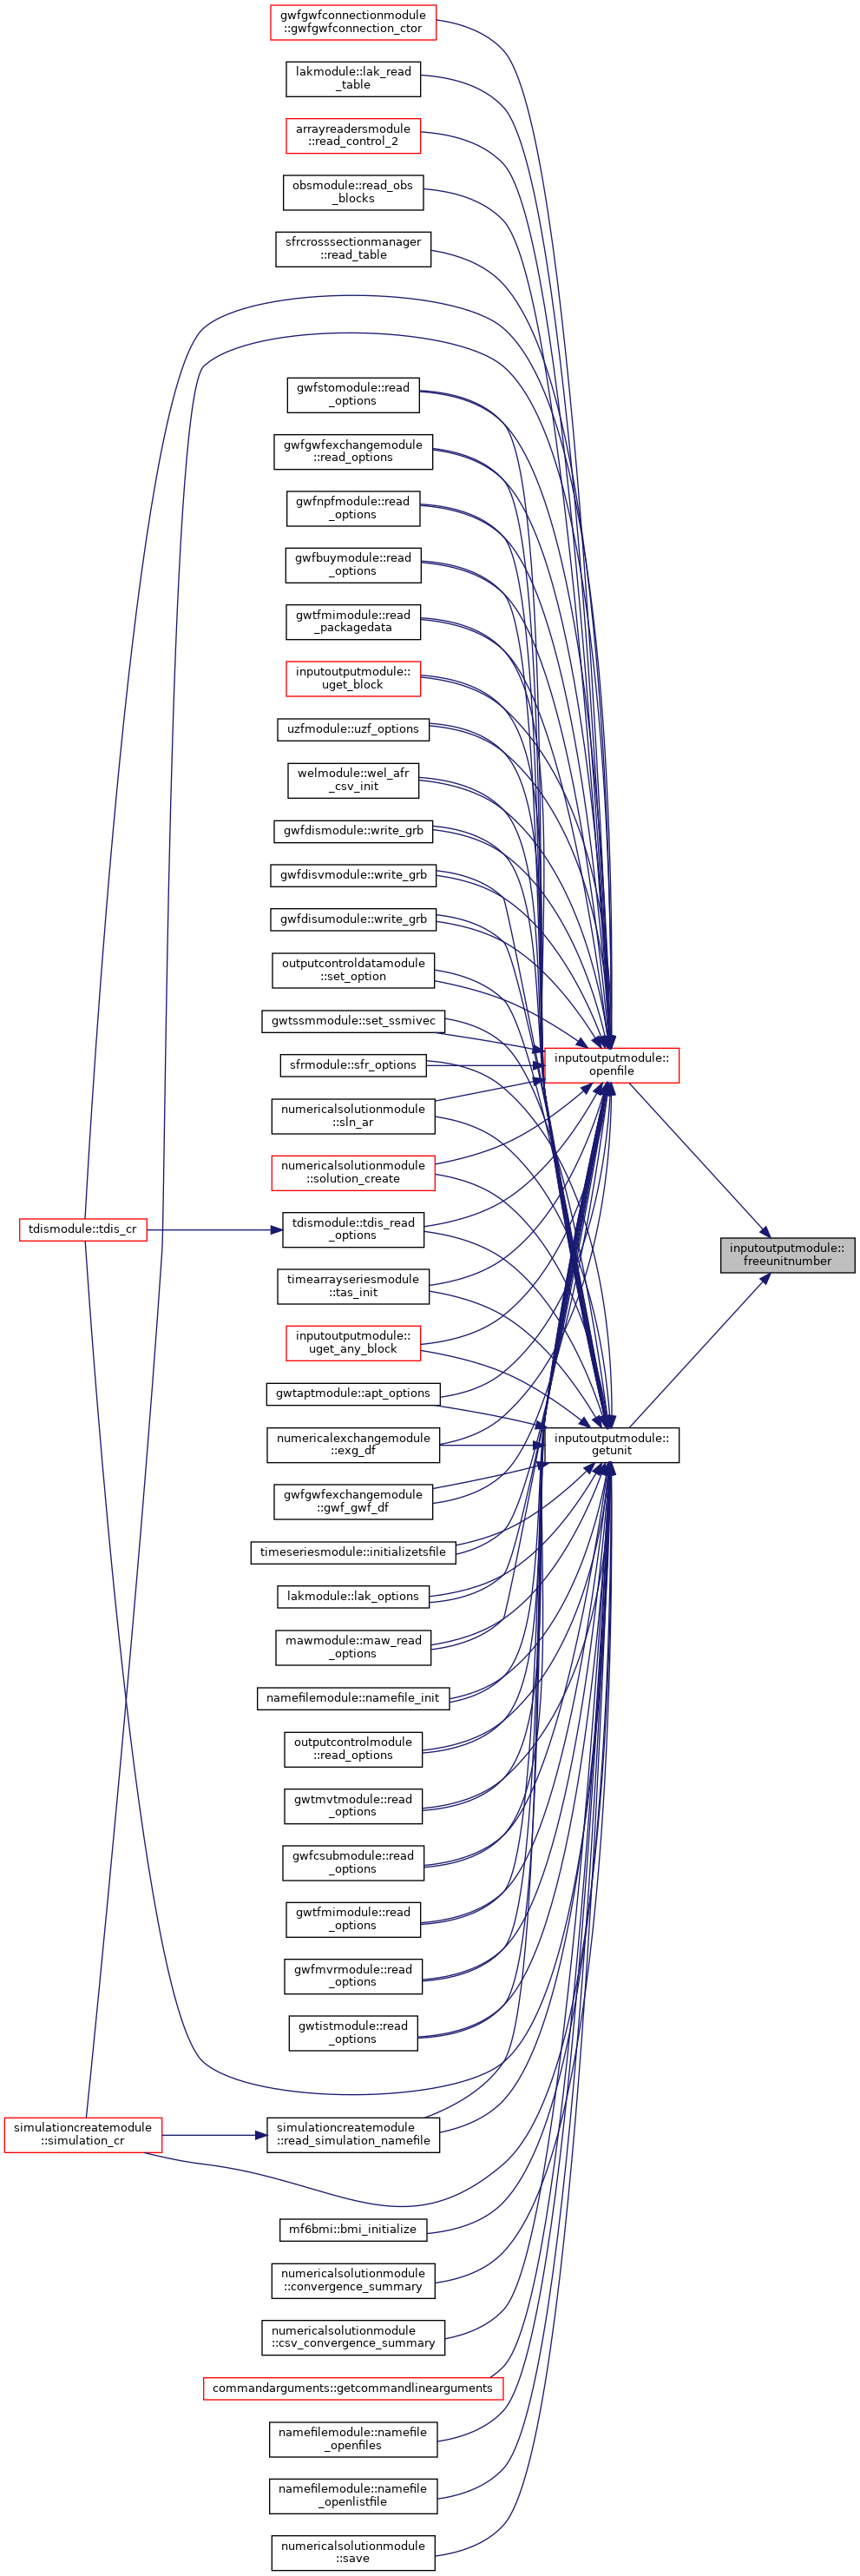 gwfgwfconnectionmodule
::gwfgwfconnection_ctor
lakmodule::lak_read
_table
arrayreadersmodule
::read_control_2
obsmodule::read_obs
_blocks
sfrcrosssectionmanager
::read_table
gwfstomodule::read
_options
gwfgwfexchangemodule
::read_options
gwfnpfmodule::read
_options
gwfbuymodule::read
_options
gwtfmimodule::read
_packagedata
inputoutputmodule::
uget_block
uzfmodule::uzf_options
welmodule::wel_afr
_csv_init
gwfdismodule::write_grb
gwfdisvmodule::write_grb
gwfdisumodule::write_grb
outputcontroldatamodule
::set_option
gwtssmmodule::set_ssmivec
inputoutputmodule::
openfile
sfrmodule::sfr_options
numericalsolutionmodule
::sln_ar
numericalsolutionmodule
::solution_create
tdismodule::tdis_cr
tdismodule::tdis_read
_options
inputoutputmodule::
freeunitnumber
timearrayseriesmodule
::tas_init
inputoutputmodule::
uget_any_block
gwtaptmodule::apt_options
numericalexchangemodule
::exg_df
inputoutputmodule::
getunit
gwfgwfexchangemodule
::gwf_gwf_df
timeseriesmodule::initializetsfile
lakmodule::lak_options
mawmodule::maw_read
_options
namefilemodule::namefile_init
outputcontrolmodule
::read_options
gwtmvtmodule::read
_options
gwfcsubmodule::read
_options
gwtfmimodule::read
_options
gwfmvrmodule::read
_options
gwtistmodule::read
_options
simulationcreatemodule
::simulation_cr
simulationcreatemodule
::read_simulation_namefile
mf6bmi::bmi_initialize
numericalsolutionmodule
::convergence_summary
numericalsolutionmodule
::csv_convergence_summary
commandarguments::getcommandlinearguments
namefilemodule::namefile
_openfiles
namefilemodule::namefile
_openlistfile
numericalsolutionmodule
::save